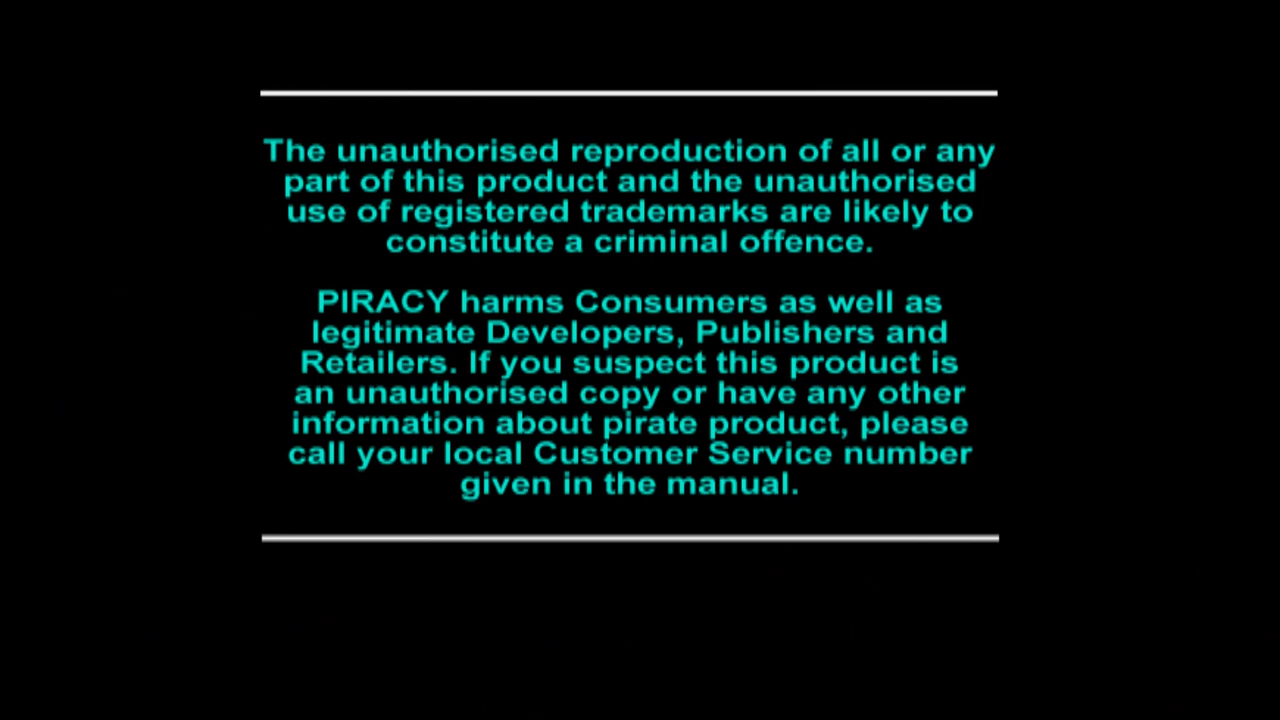 The unauthorised reproduction of all or any
part of this product and the unauthorised
use of registered trademarks are likely to
constitute a criminal offence.
PIRACY harms Consumers as well as
legitimate Developers, Publishers and
Retailers. If you suspect this product is
an unauthorised copy or have any other
information about pirate product, please
call your local Customer Service number
given in the manual.